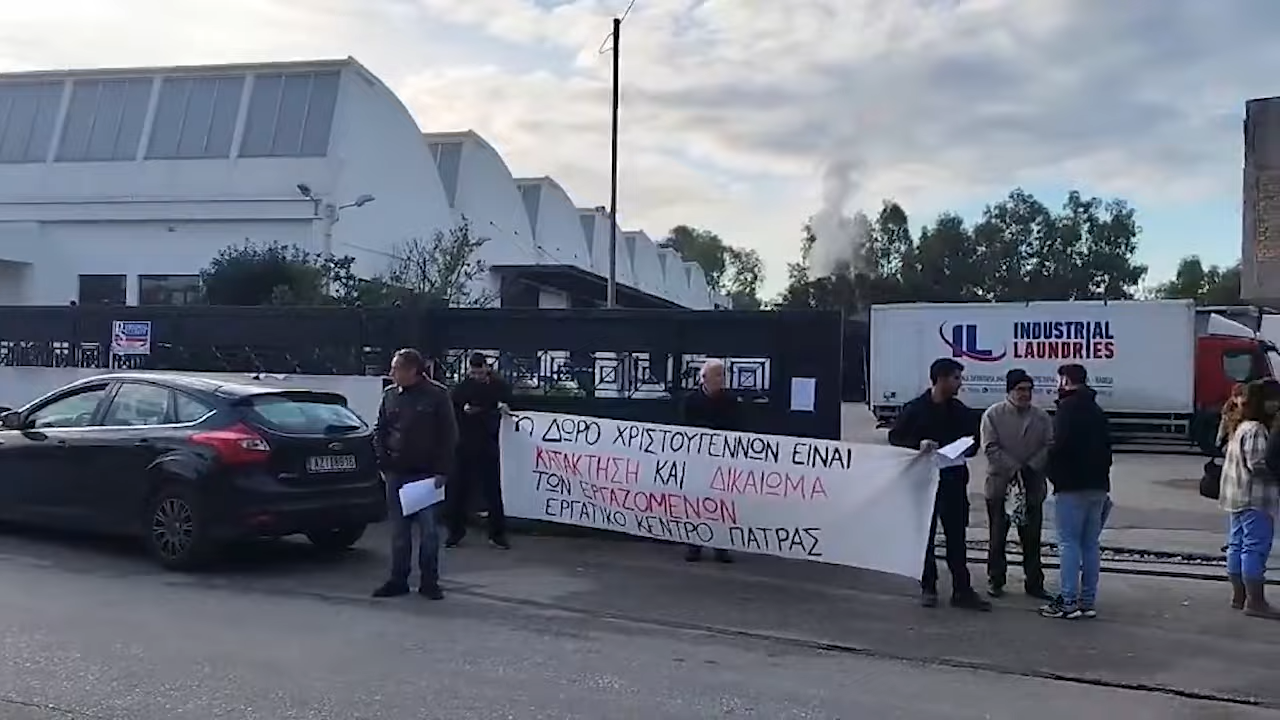 Ο ΔΩΡΟ ΧΡΙΣΤΟΥΓΕΝΝΩΝ ΕΙΝΑΙ
ΚΑΤΑΚΤΗΣΗ ΚΑΙ ΔΙΚΑΙΩΜΑ
ΤΩΝ ΕΡΓΑΖΟΜΕΝΩΝ
ΕΡΓΑΤΙΚΟ ΚΕΝΤΡΟ ΠΑΤΡΑΣ
IL INDUSTRIAL
LAUNDRIES